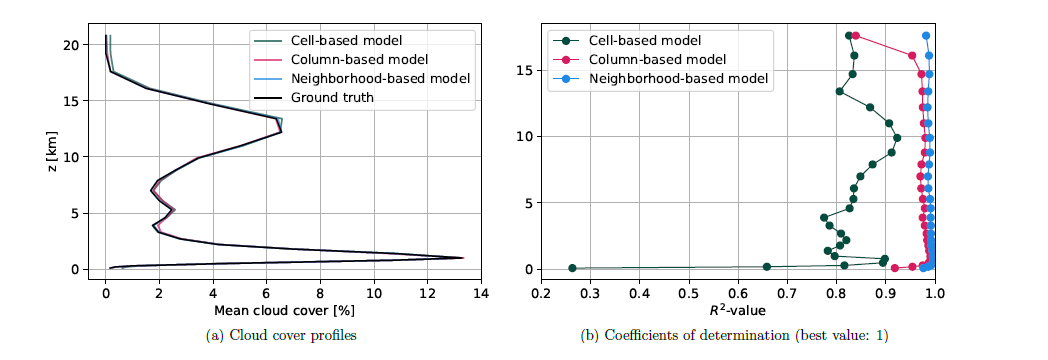 Cell-based model
Column-based model
Neighborhood-based model
Ground truth
20
15
10
5
0
z [km]
0 2 4 6 8 10 12 14
Mean cloud cover [%]
(a) Cloud cover profiles
Cell-based model
Column-based model
Neighborhood-based model
15
10
5
0
0.2 0.3 0.4 0.5 0.6 0.7 0.8 0.9 1.0
R²-value
(b) Coefficients of determination (best value: 1)